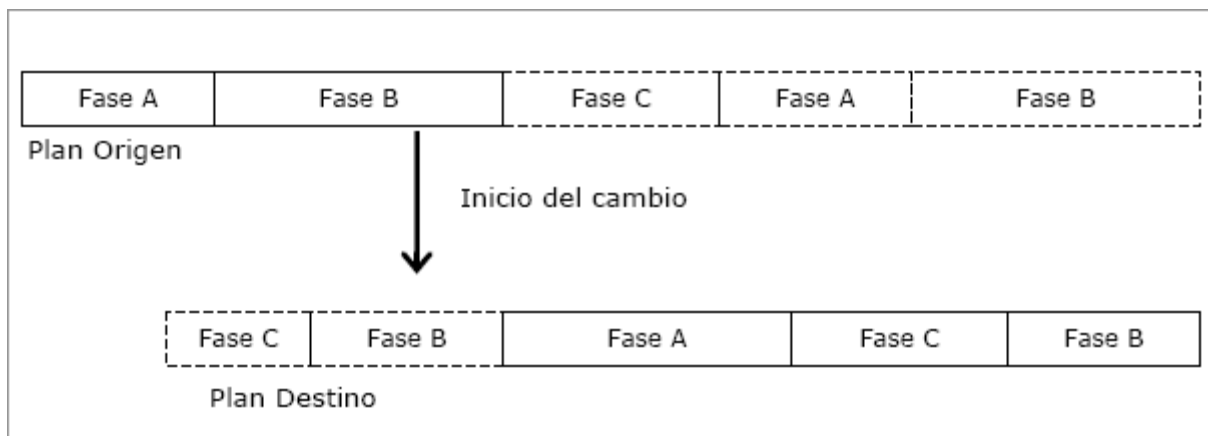 Fase A Fase B Fase C Fase A Fase B
Plan Origen
Inicio del cambio
Fase C Fase B Fase A Fase C Fase B
Plan Destino